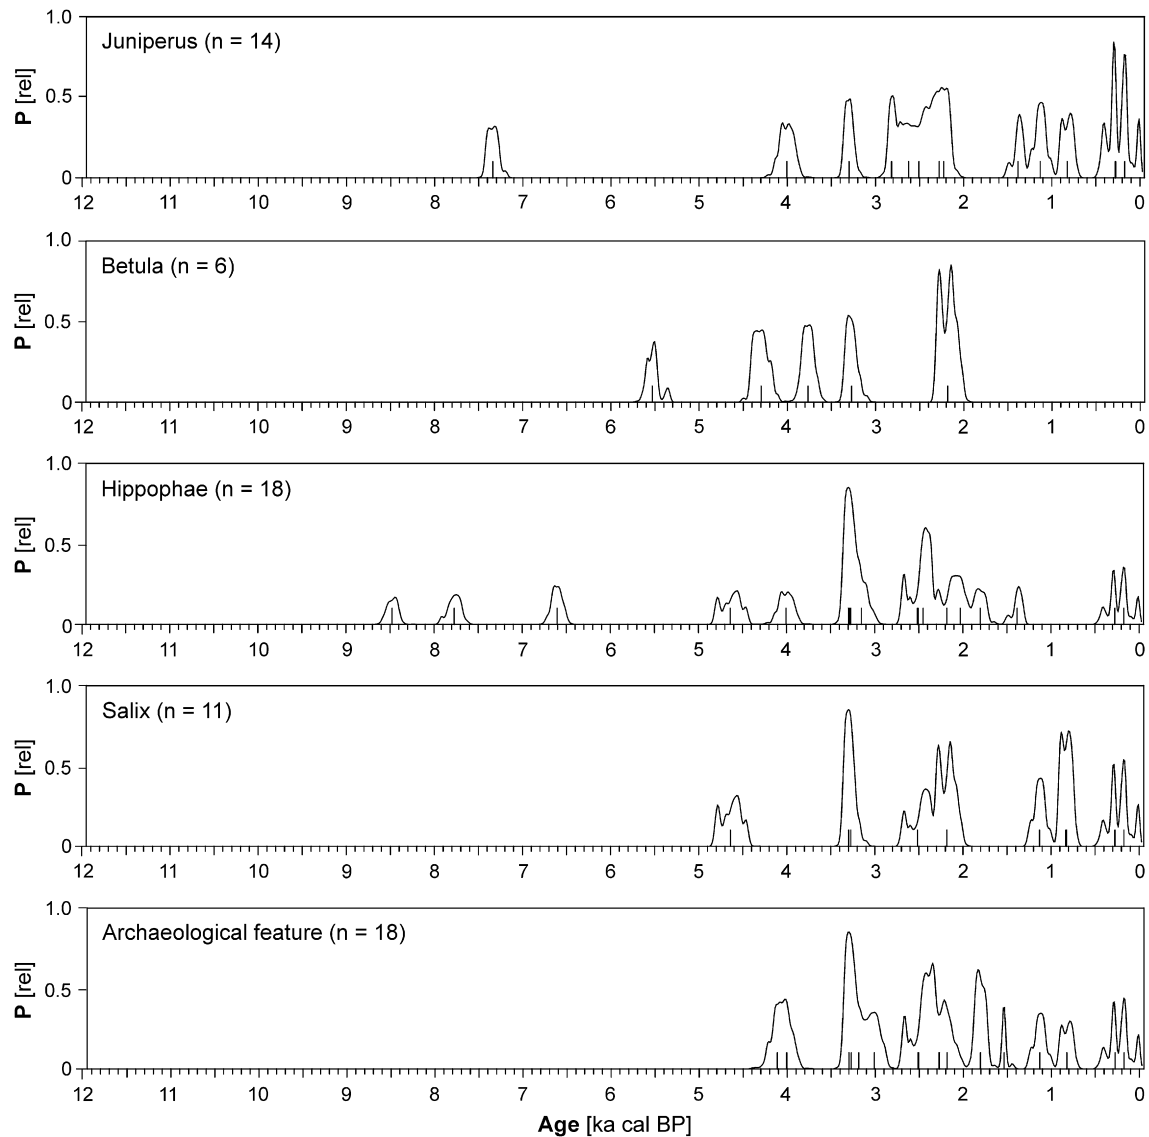 1.0
Juniperus (n = 14)
P [rel]
0.5
0
12 11 10 9 8 7 6 5 4 3 2 1 0
1.0
Betula (n = 6)
P [rel]
0.5
0
12 11 10 9 8 7 6 5 4 3 2 1 0
1.0
Hippophae (n = 18)
P [rel]
0.5
0
12 11 10 9 8 7 6 5 4 3 2 1 0
1.0
Salix (n = 11)
P [rel]
0.5
0
12 11 10 9 8 7 6 5 4 3 2 1 0
1.0
Archaeological feature (n = 18)
P [rel]
0.5
0
12 11 10 9 8 7 6 5 4 3 2 1 0
Age [ka cal BP]